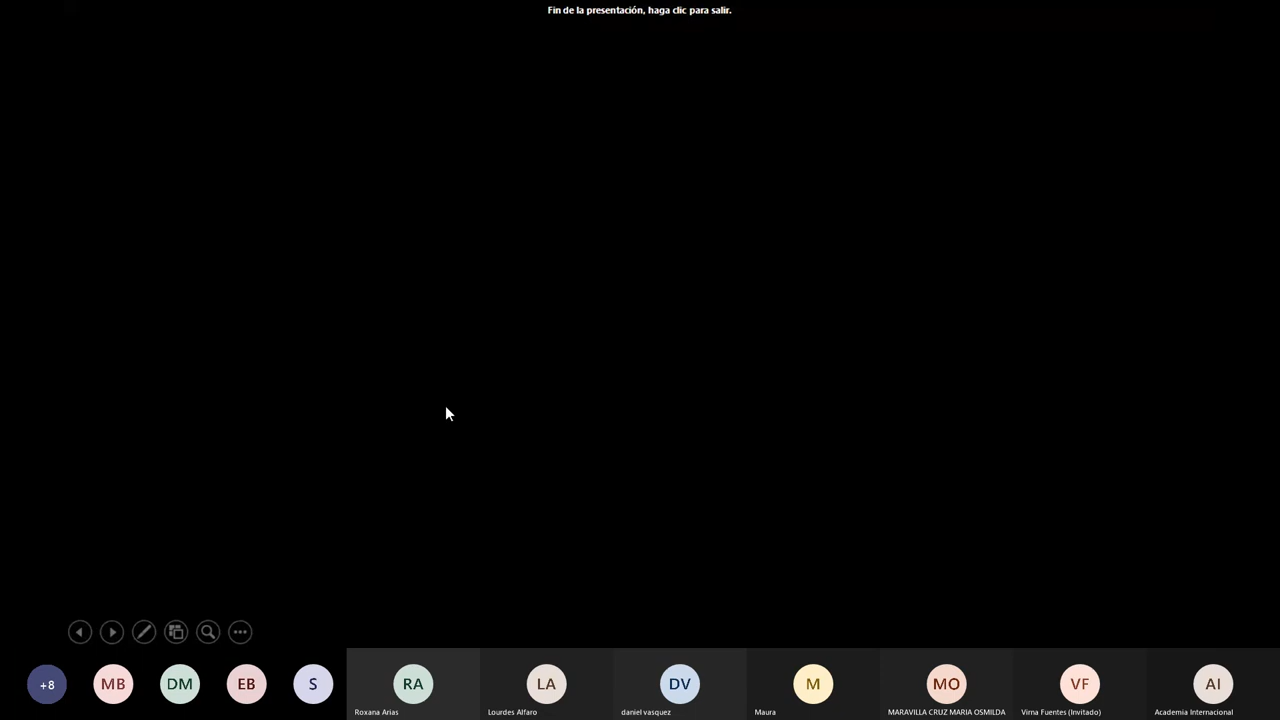 Fin de la presentación, haga clic para salir.
+8
MB
DM
EB
S
RA
LA
DV
M
MO
VF
AI
Roxana Arias
Lourdes Alfaro
daniel vasquez
Maura
MARAVILLA CRUZ MARIA OSMILDA
Virna Fuentes (Invitado)
Academia Internacional